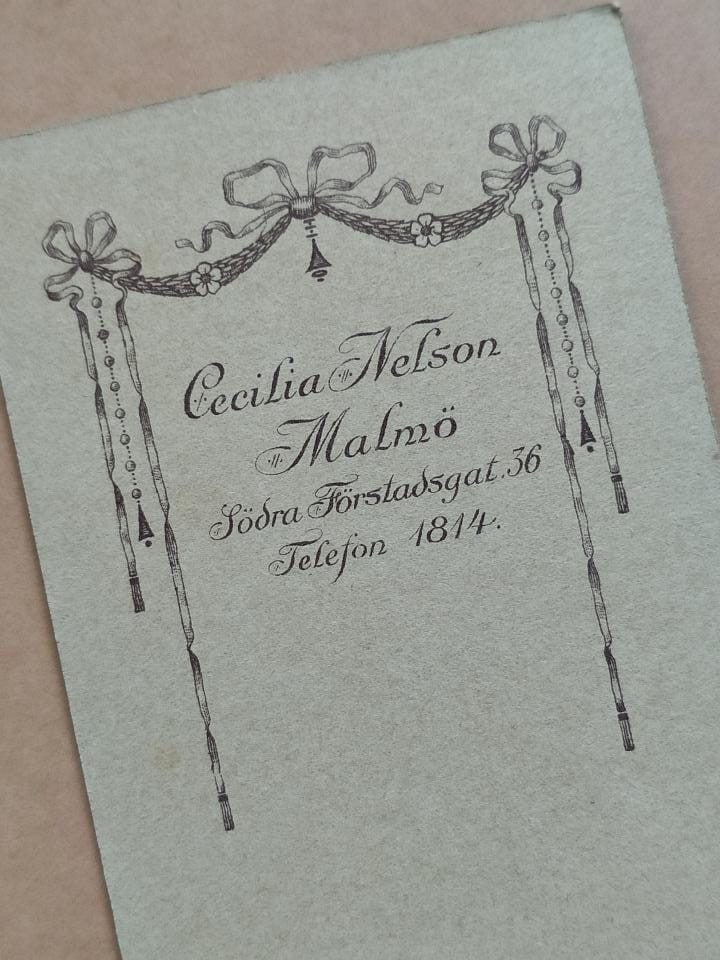 Cecilia Nelson
Malmö
Södra Förstadsgat. 36
Telefon 1814.